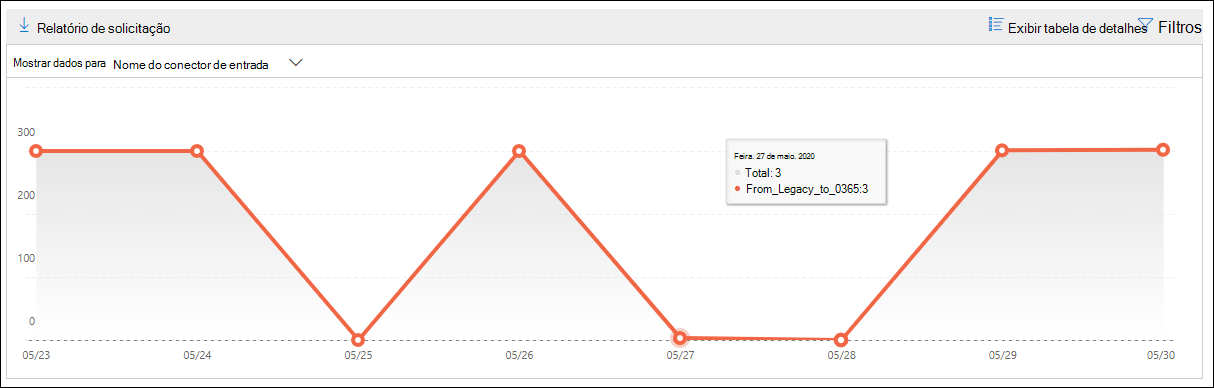 Relatório de solicitação
Exibir tabela de detalhes
Filtros
Mostrar dados para Nome do conector de entrada
300
200
100
0
Feira. 27 de maio. 2020
Total: 3
From_Legacy_to_0365:3
05/23 05/24 05/25 05/26 05/27 05/28 05/29 05/30